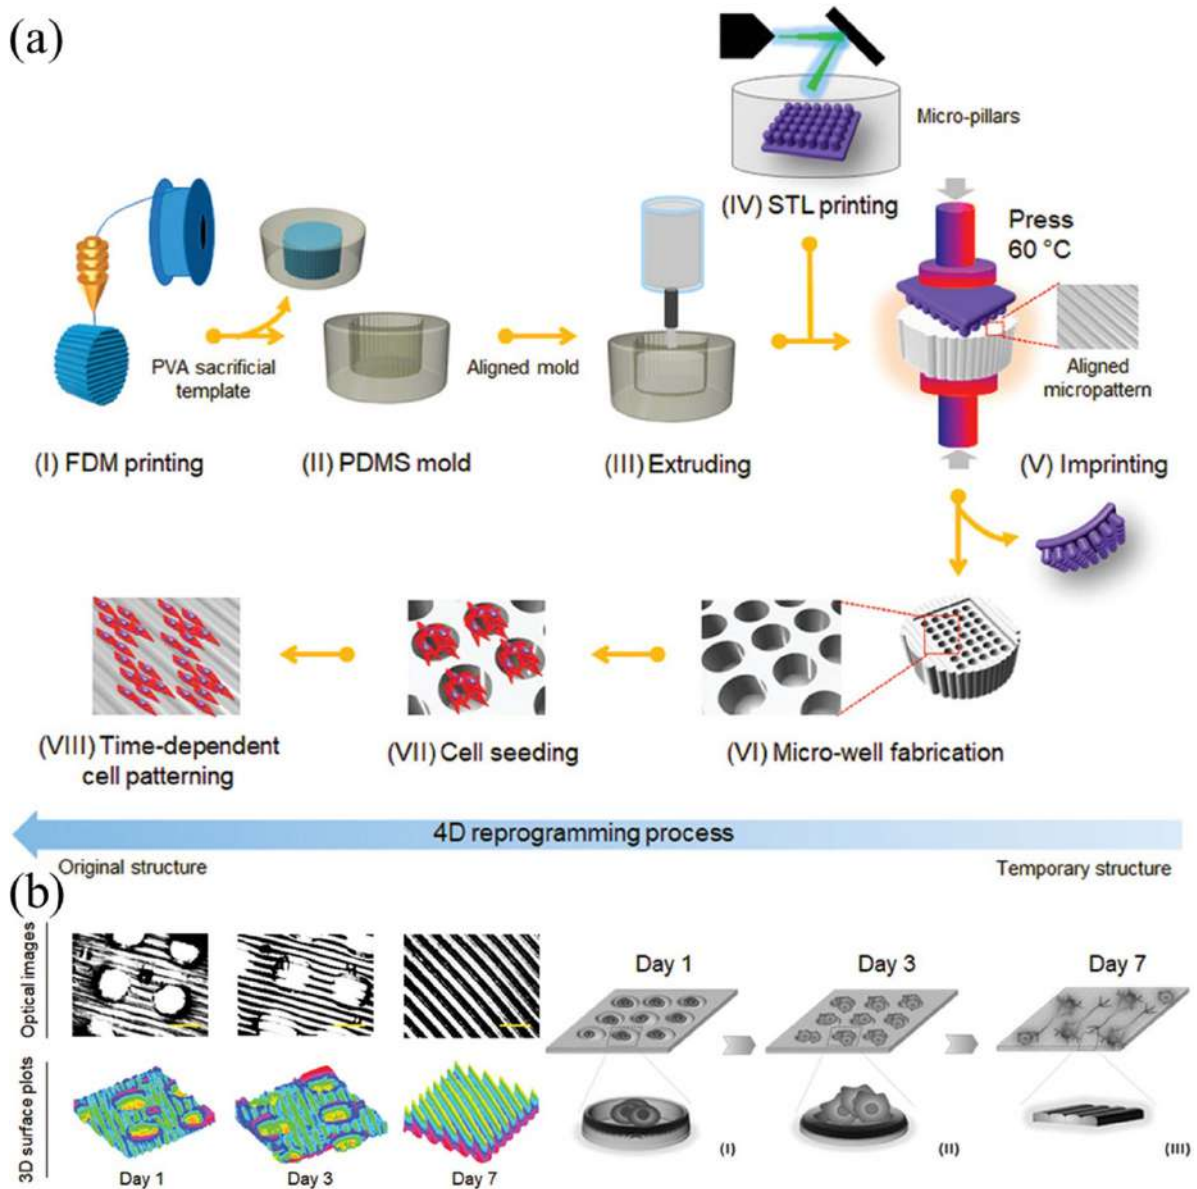 (a)
Micro-pillars
(IV) STL printing
Press
60 °C
PVA sacrificial
template
Aligned mold
Aligned
micropattern
(I) FDM printing
(II) PDMS mold
(III) Extruding
(V) Imprinting
(VIII) Time-dependent
cell patterning
(VII) Cell seeding
(VI) Micro-well fabrication
4D reprogramming process
Original structure
Temporary structure
(b)
Optical images
3D surface plots
Day 1
Day 3
Day 7
Day 1
Day 3
Day 7
(I)
(II)
(III)